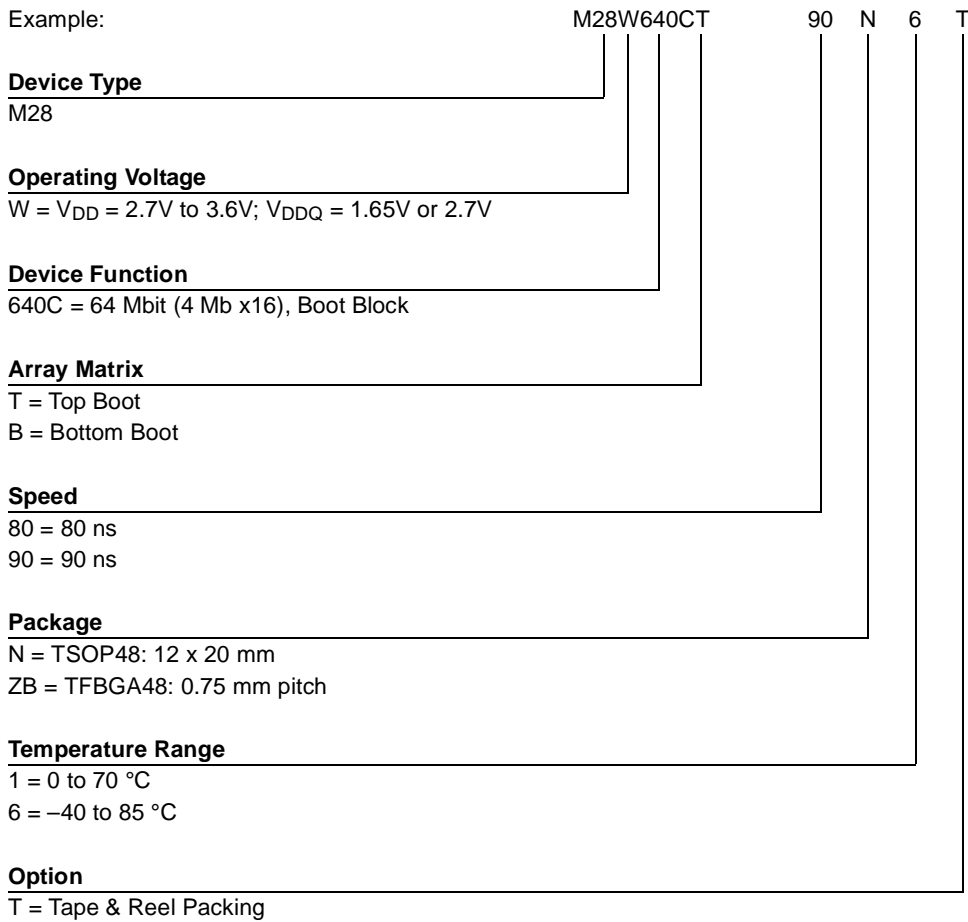 Example: M28W640CT 90 N 6 T
Device Type
M28
Operating Voltage
W = VDD = 2.7V to 3.6V; VDDQ = 1.65V or 2.7V
Device Function
640C = 64 Mbit (4 Mb x16), Boot Block
Array Matrix
T = Top Boot
B = Bottom Boot
Speed
80 = 80 ns
90 = 90 ns
Package
N = TSOP48: 12 x 20 mm
ZB = TFBGA48: 0.75 mm pitch
Temperature Range
1 = 0 to 70 °C
6 = –40 to 85 °C
Option
T = Tape & Reel Packing